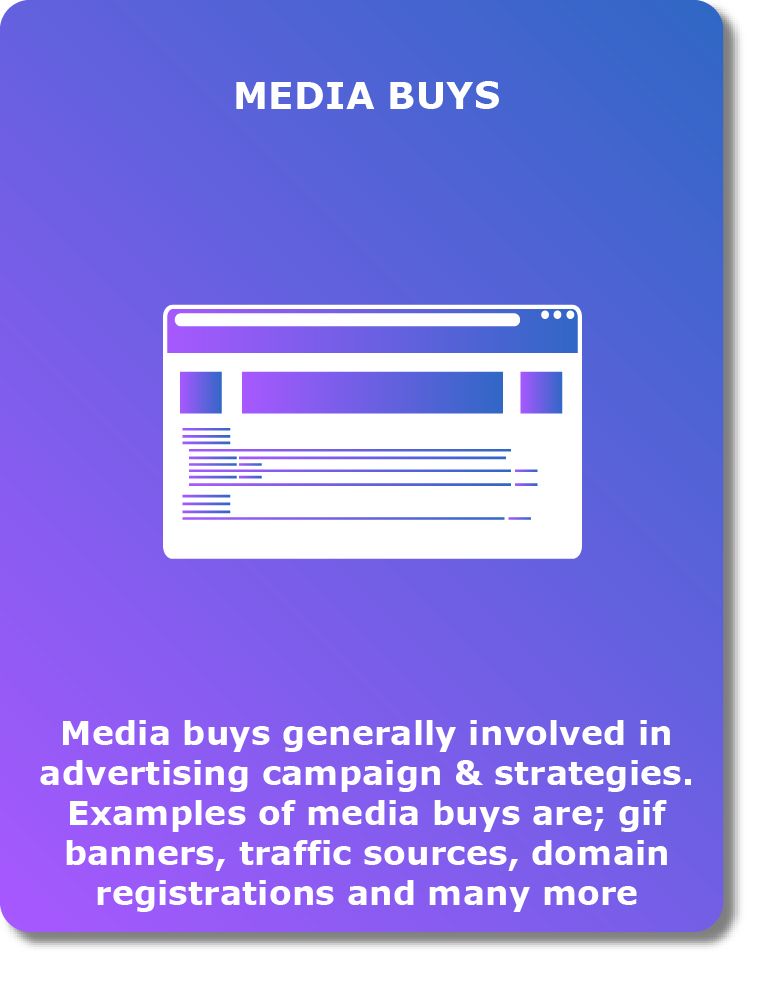 MEDIA BUYS
Media buys generally involved in
advertising campaign & strategies.
Examples of media buys are; gif
banners, traffic sources, domain
registrations and many more